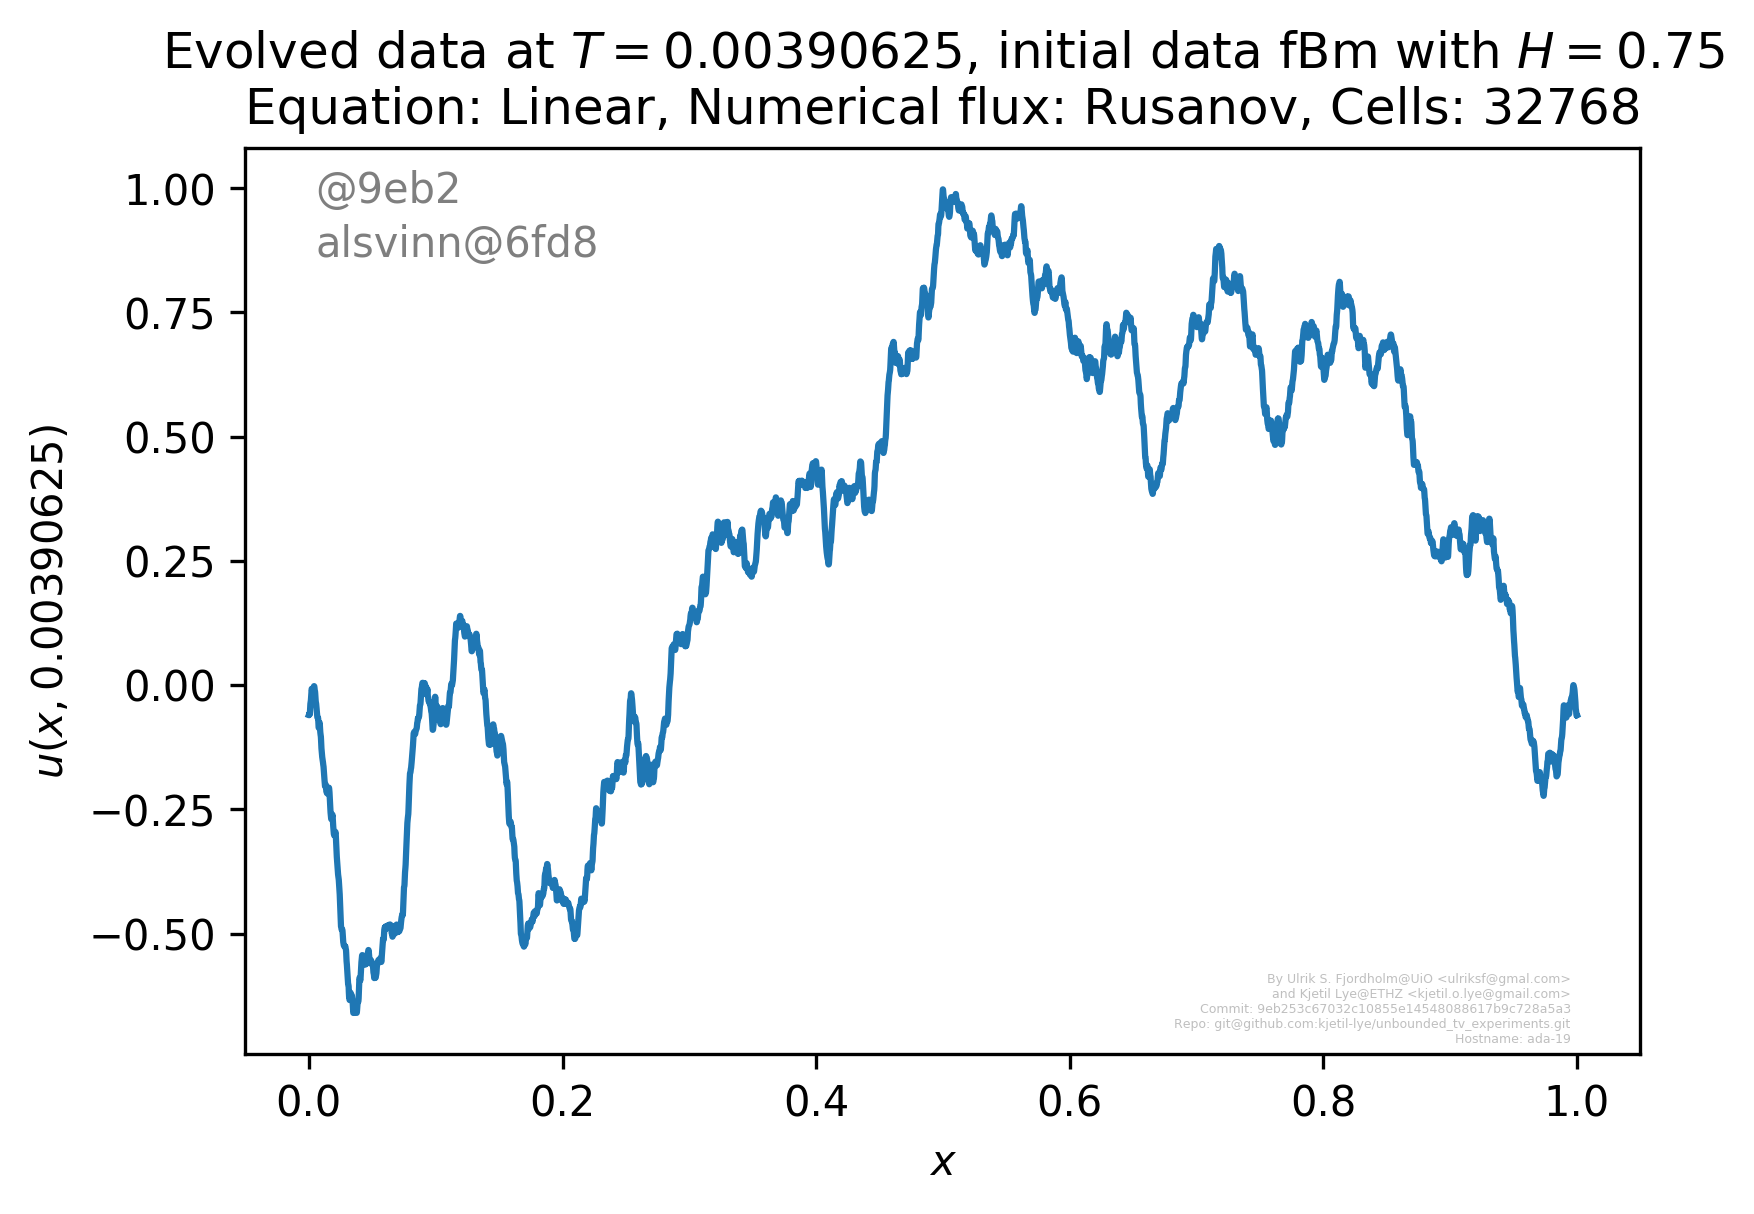 Evolved data at T = 0.00390625, initial data fBm with H = 0.75
Equation: Linear, Numerical flux: Rusanov, Cells: 32768
@9eb2
alsvinn@6fd8
1.00
0.75
0.50
0.25
0.00
−0.25
−0.50
u(x, 0.00390625)
By Ulrik S. Fjordholm@UiO <ulriksf@gmal.com>
and Kjetil Lye@ETHZ <kjetil.o.lye@gmail.com>
Commit: 9eb253c67032c10855e14548088617b9c728a5a3
Repo: git@github.com:kjetil-lye/unbounded_tv_experiments.git
Hostname: ada-19
0.0 0.2 0.4 0.6 0.8 1.0
x